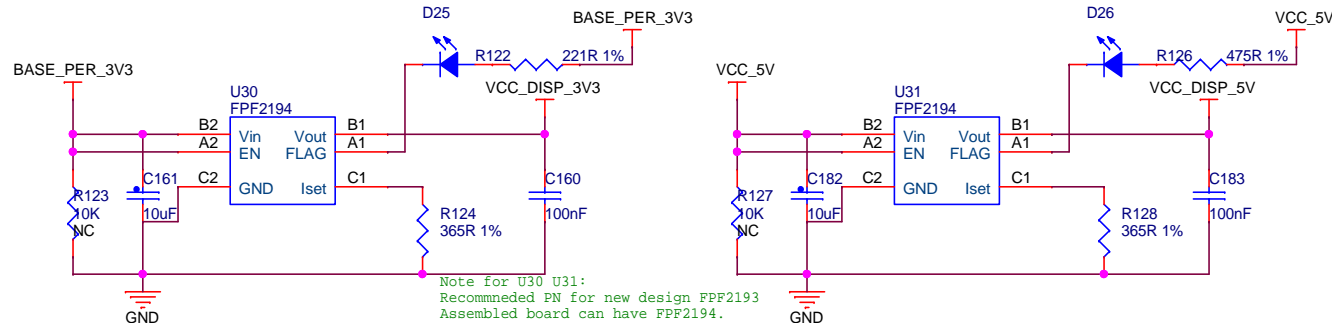 D25
BASE_PER_3V3
R122
221R 1%
BASE_PER_3V3
VCC_DISP_3V3
U30
FPF2194
B2
Vin
Vout
B1
A2
EN
FLAG
A1
C2
GND
Iset
C1
C161
10uF
R123
10K
NC
R124
365R 1%
C160
100nF
GND
D26
VCC_5V
R126
475R 1%
VCC_5V
VCC_DISP_5V
U31
FPF2194
B2
Vin
Vout
B1
A2
EN
FLAG
A1
C2
GND
Iset
C1
C182
10uF
R127
10K
NC
R128
365R 1%
C183
100nF
GND
Note for U30 U31:
Recommneded PN for new design FPF2193
Assembled board can have FPF2194.